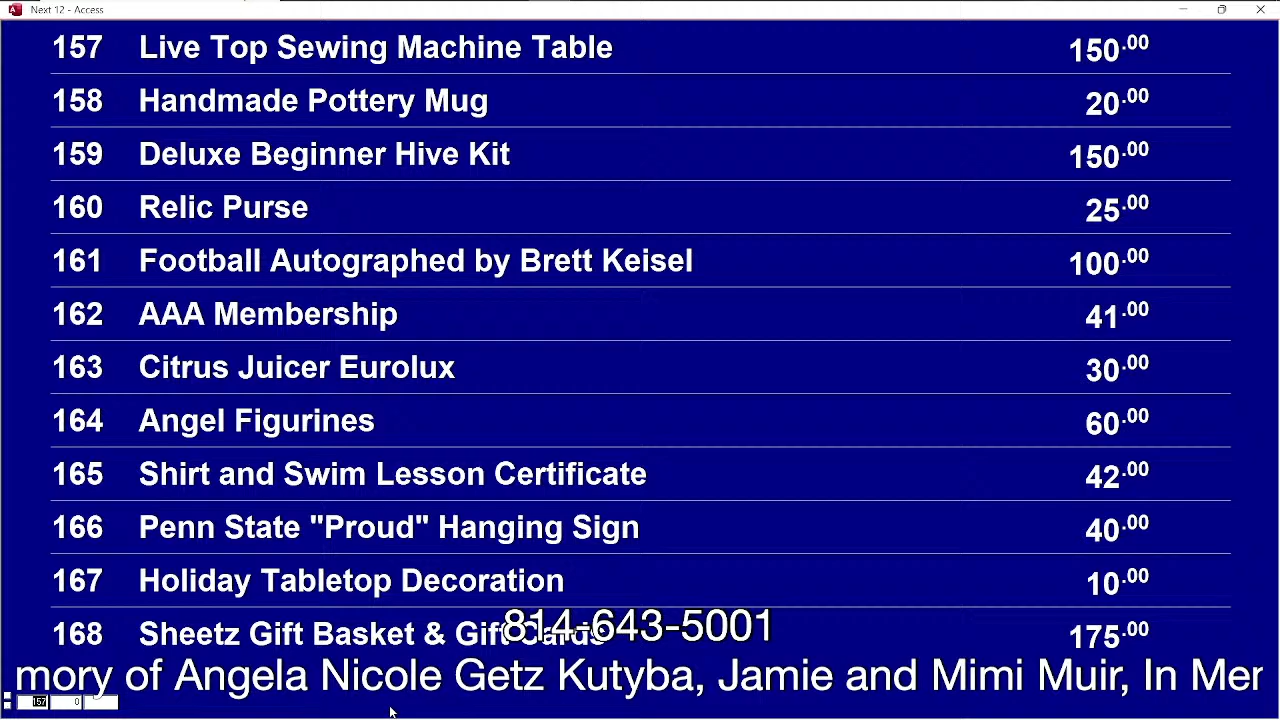 Next 12 - Access
157 Live Top Sewing Machine Table 150.00
158 Handmade Pottery Mug 20.00
159 Deluxe Beginner Hive Kit 150.00
160 Relic Purse 25.00
161 Football Autographed by Brett Keisel 100.00
162 AAA Membership 41.00
163 Citrus Juicer Eurolux 30.00
164 Angel Figurines 60.00
165 Shirt and Swim Lesson Certificate 42.00
166 Penn State "Proud" Hanging Sign 40.00
167 Holiday Tabletop Decoration 10.00
814-643-5001
168 Sheetz Gift Basket & Gift Cards 175.00
mory of Angela Nicole Getz Kutyba, Jamie and Mimi Muir, In Mer
157 0